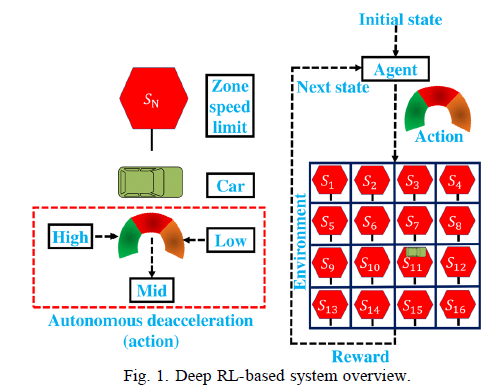 S_N
Zone
speed
limit
Car
High
Low
Mid
Autonomous deacceleration
(action)
Initial state
Agent
Next state
Action
Environment
S_1 S_2 S_3 S_4
S_5 S_6 S_7 S_8
S_9 S_10 S_11 S_12
S_13 S_14 S_15 S_16
Reward
Fig. 1. Deep RL-based system overview.